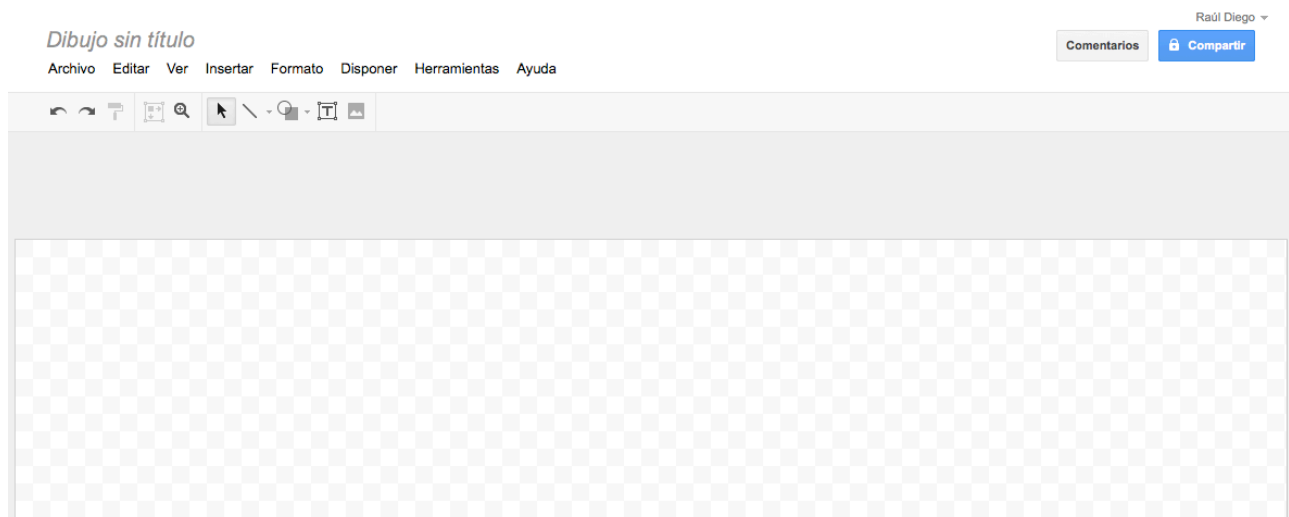 Raúl Diego
Dibujo sin título
Comentarios
Compartir
Archivo Editar Ver Insertar Formato Disponer Herramientas Ayuda
T